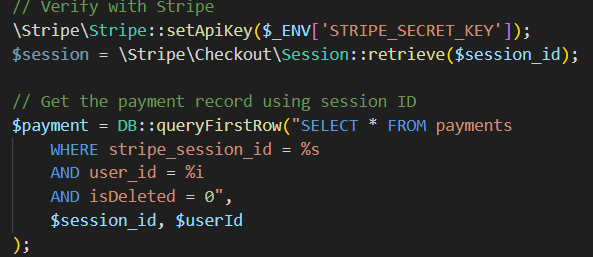 // Verify with Stripe
\Stripe\Stripe::setApiKey($_ENV['STRIPE_SECRET_KEY']);
$session = \Stripe\Checkout\Session::retrieve($session_id);

// Get the payment record using session ID
$payment = DB::queryFirstRow("SELECT * FROM payments
    WHERE stripe_session_id = %s
    AND user_id = %i
    AND isDeleted = 0",
    $session_id, $userId
);